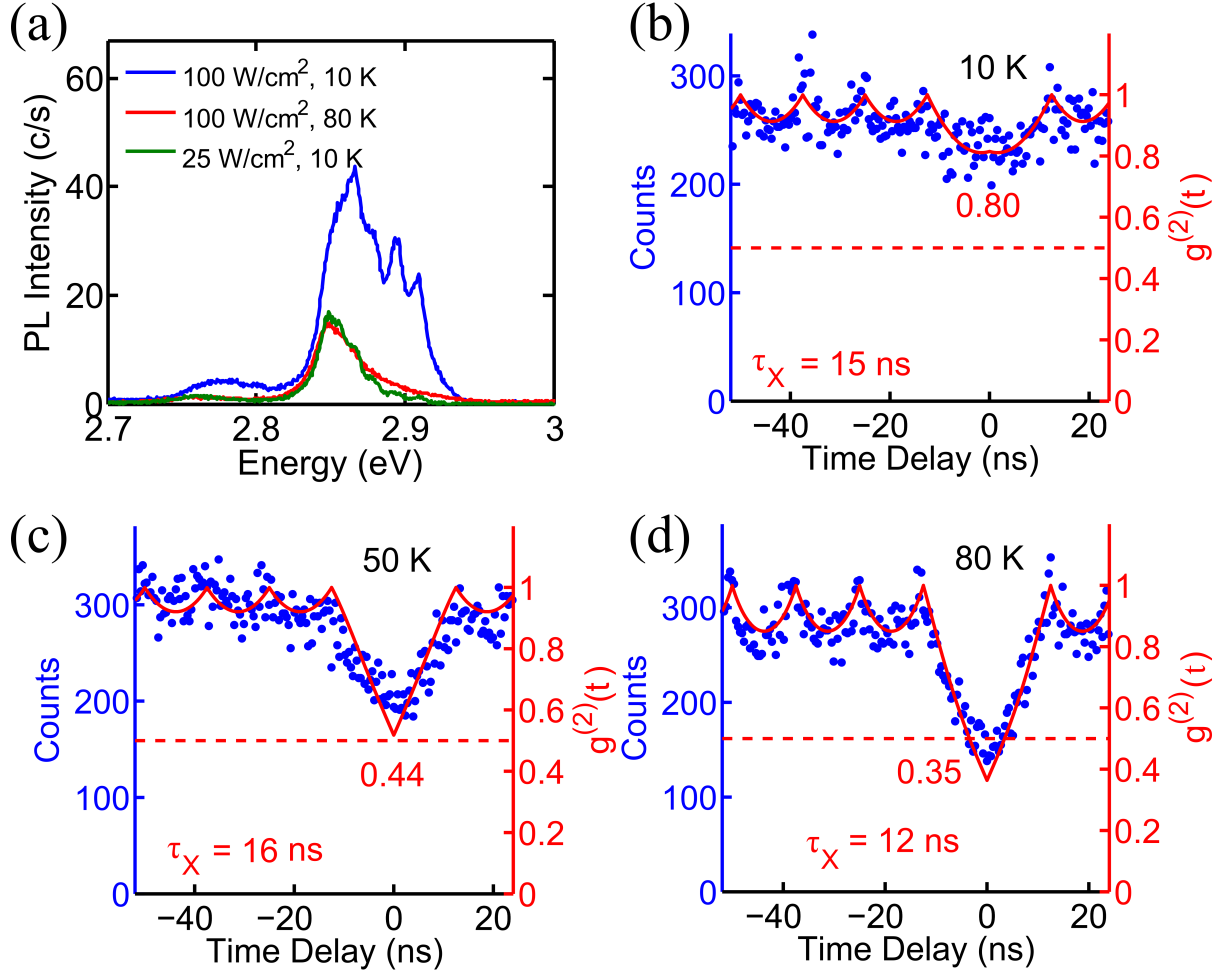 (a)
60
40
20
0
PL Intensity (c/s)
100 W/cm², 10 K
100 W/cm², 80 K
25 W/cm², 10 K
2.7 2.8 2.9 3
Energy (eV)
(b)
10 K
300
200
100
0
Counts
1
0.8
0.6
0.4
0.2
0
g⁽²⁾(t)
0.80
τX = 15 ns
−40 −20 0 20
Time Delay (ns)
(c)
50 K
300
200
100
0
Counts
1
0.8
0.6
0.4
0.2
0
g⁽²⁾(t)
0.44
τX = 16 ns
−40 −20 0 20
Time Delay (ns)
(d)
80 K
300
200
100
0
Counts
1
0.8
0.6
0.4
0.2
0
g⁽²⁾(t)
0.35
τX = 12 ns
−40 −20 0 20
Time Delay (ns)